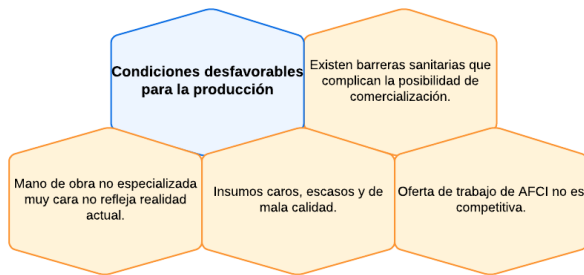 Condiciones desfavorables
para la producción
Existen barreras sanitarias que
complican la posibilidad de
comercialización.
Mano de obra no especializada
muy cara no refleja realidad
actual.
Insumos caros, escasos y de
mala calidad.
Oferta de trabajo de AFCI no es
competitiva.